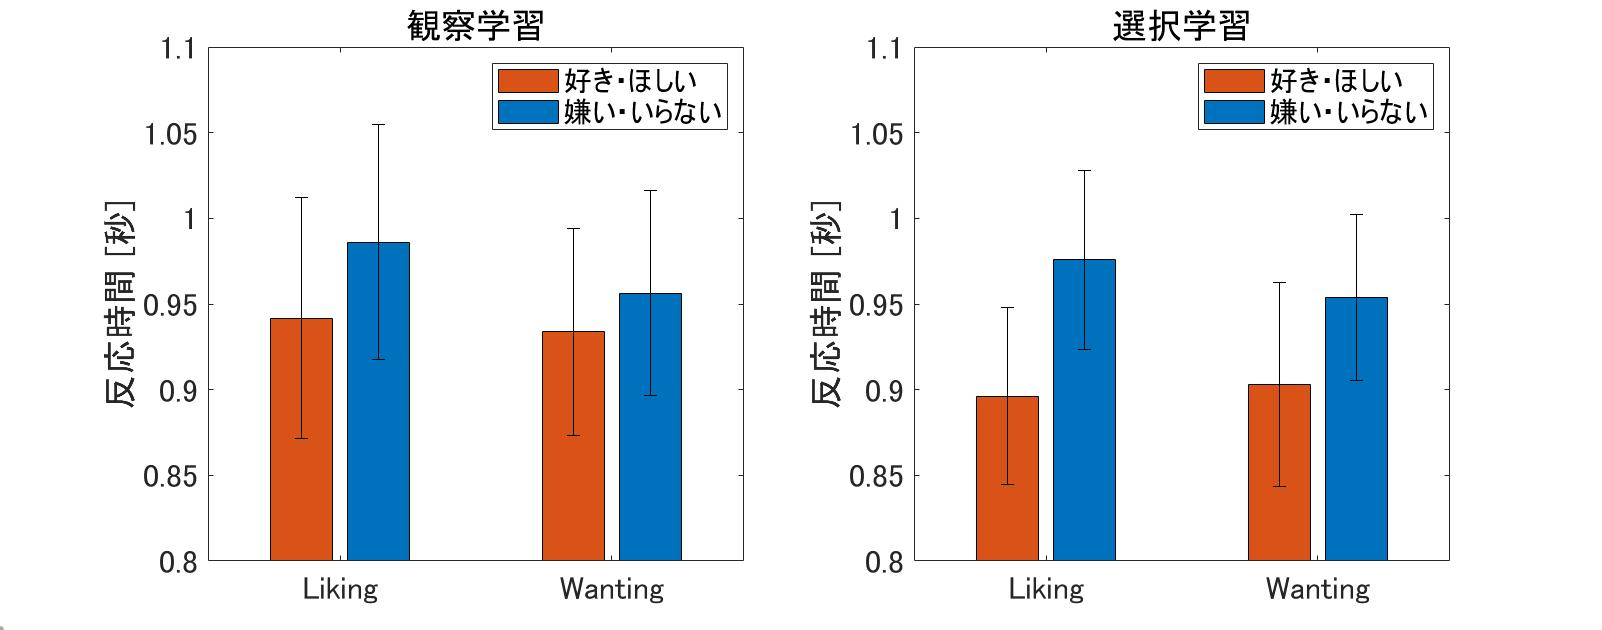 観察学習
1.1
1.05
1
0.95
0.9
0.85
0.8
反応時間 [秒]
好き・ほしい
嫌い・いらない
Liking
Wanting
選択学習
1.1
1.05
1
0.95
0.9
0.85
0.8
反応時間 [秒]
好き・ほしい
嫌い・いらない
Liking
Wanting